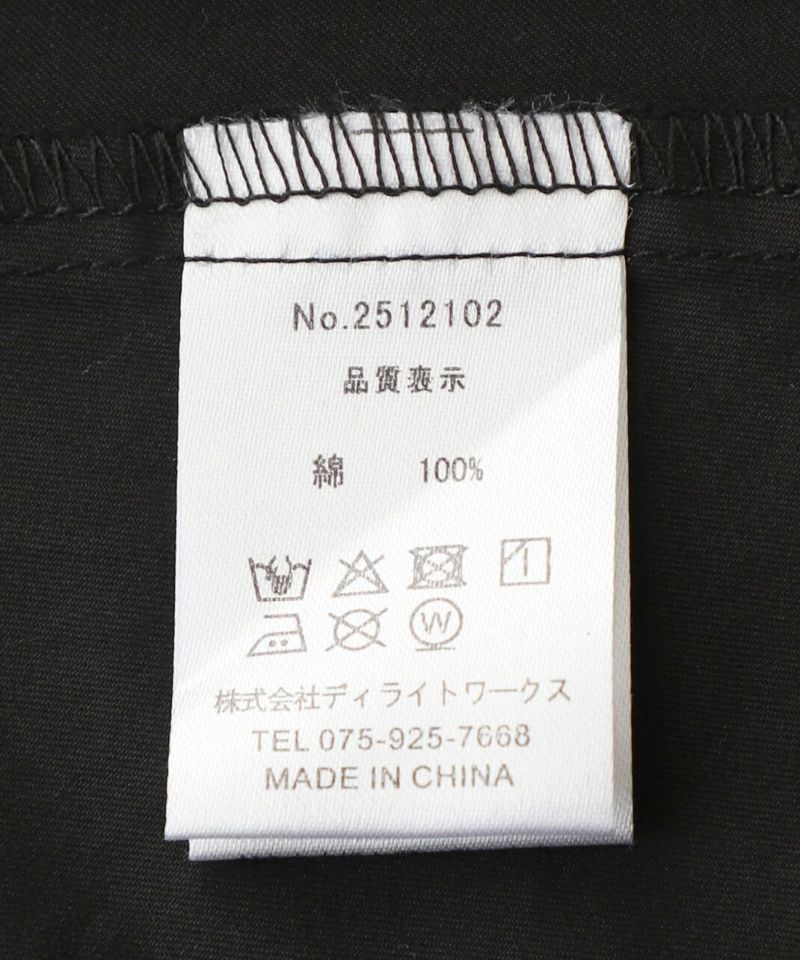 No.2512102
品質表示
綿 100%
W
株式会社ディライトワークス
TEL 075-925-7668
MADE IN CHINA